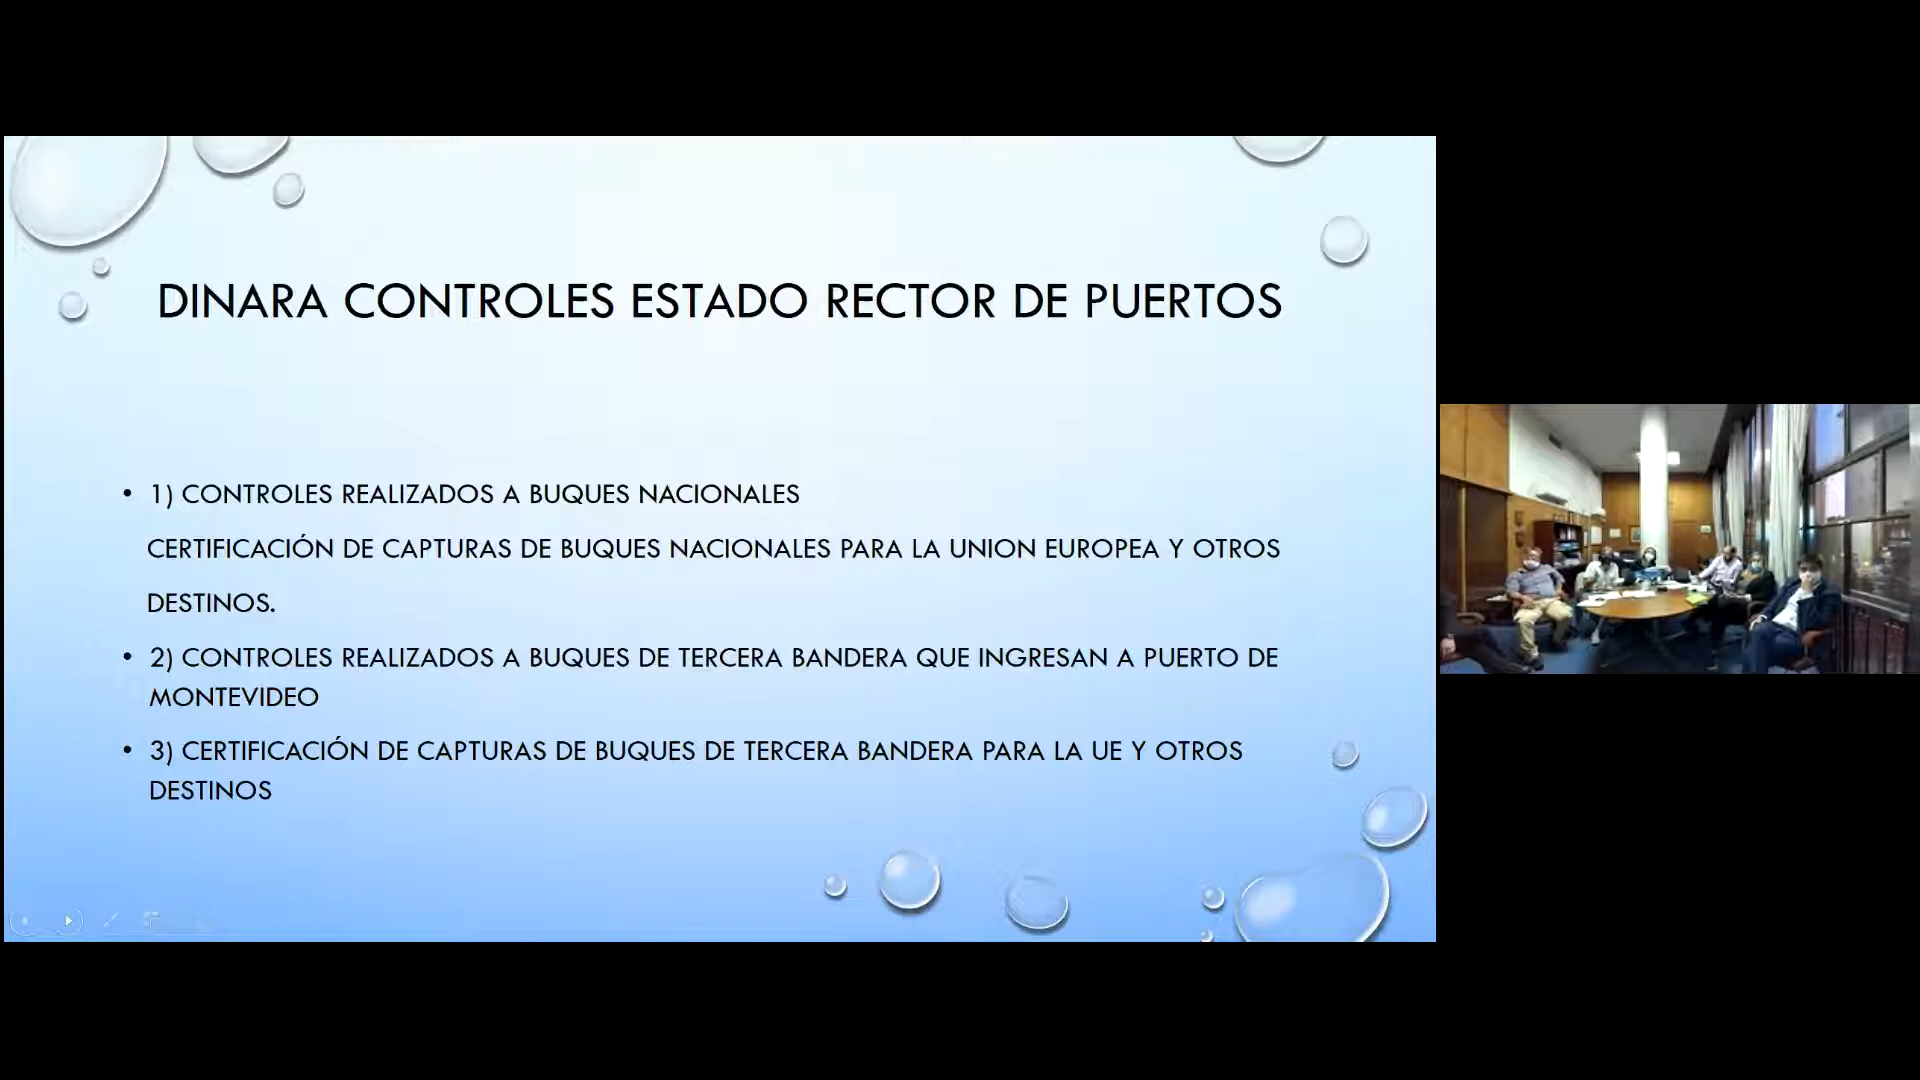 DINARA CONTROLES ESTADO RECTOR DE PUERTOS
• 1) CONTROLES REALIZADOS A BUQUES NACIONALES
CERTIFICACIÓN DE CAPTURAS DE BUQUES NACIONALES PARA LA UNION EUROPEA Y OTROS
DESTINOS.
• 2) CONTROLES REALIZADOS A BUQUES DE TERCERA BANDERA QUE INGRESAN A PUERTO DE
MONTEVIDEO
• 3) CERTIFICACIÓN DE CAPTURAS DE BUQUES DE TERCERA BANDERA PARA LA UE Y OTROS
DESTINOS